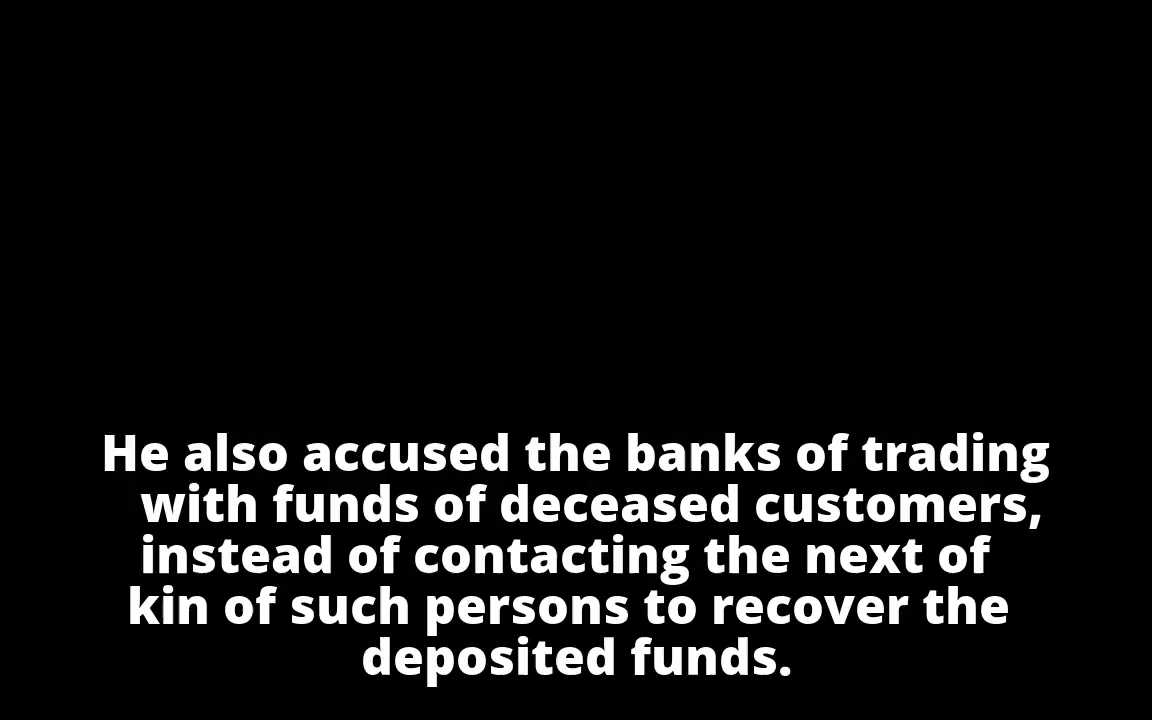 He also accused the banks of trading
with funds of deceased customers,
instead of contacting the next of
kin of such persons to recover the
deposited funds.